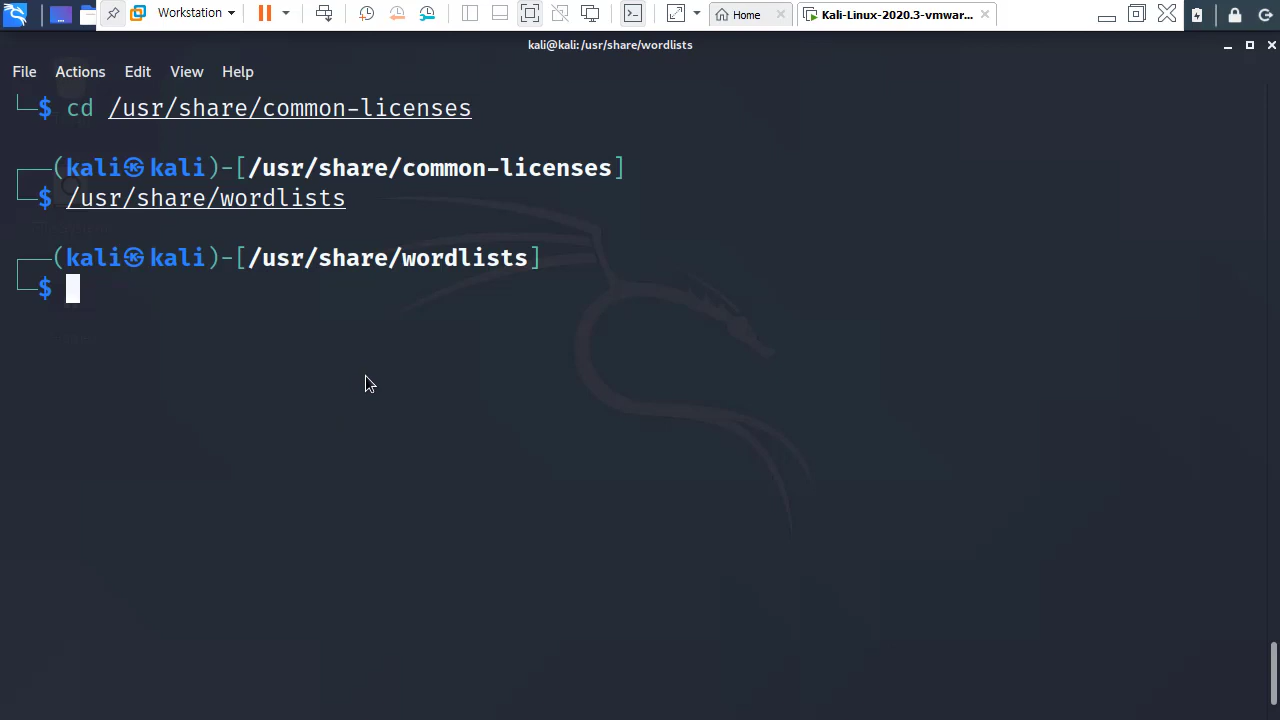 Workstation
Home
Kali-Linux-2020.3-vmwar...
kali@kali:/usr/share/wordlists
File Actions Edit View Help
└─$ cd /usr/share/common-licenses
┌──(kali㉿kali)-[/usr/share/common-licenses]
└─$ /usr/share/wordlists
┌──(kali㉿kali)-[/usr/share/wordlists]
└─$